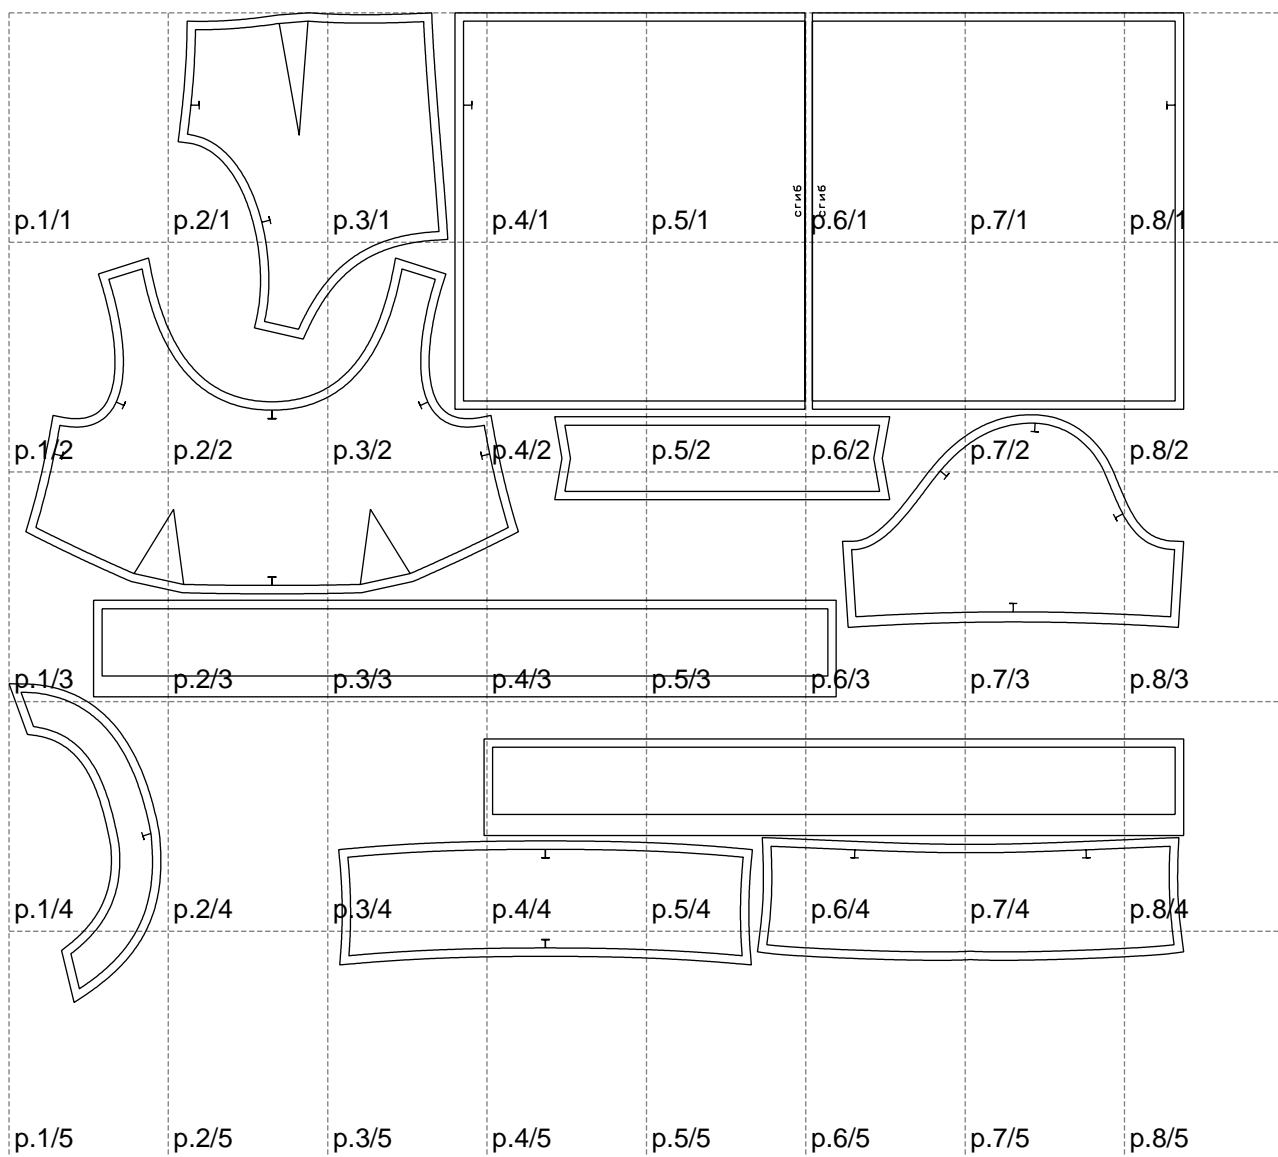 сгиб сгиб
p.1/1 p.2/1 p.3/1 p.4/1 p.5/1 p.6/1 p.7/1 p.8/1
p.1/2 p.2/2 p.3/2 p.4/2 p.5/2 p.6/2 p.7/2 p.8/2
p.1/3 p.2/3 p.3/3 p.4/3 p.5/3 p.6/3 p.7/3 p.8/3
p.1/4 p.2/4 p.3/4 p.4/4 p.5/4 p.6/4 p.7/4 p.8/4
p.1/5 p.2/5 p.3/5 p.4/5 p.5/5 p.6/5 p.7/5 p.8/5